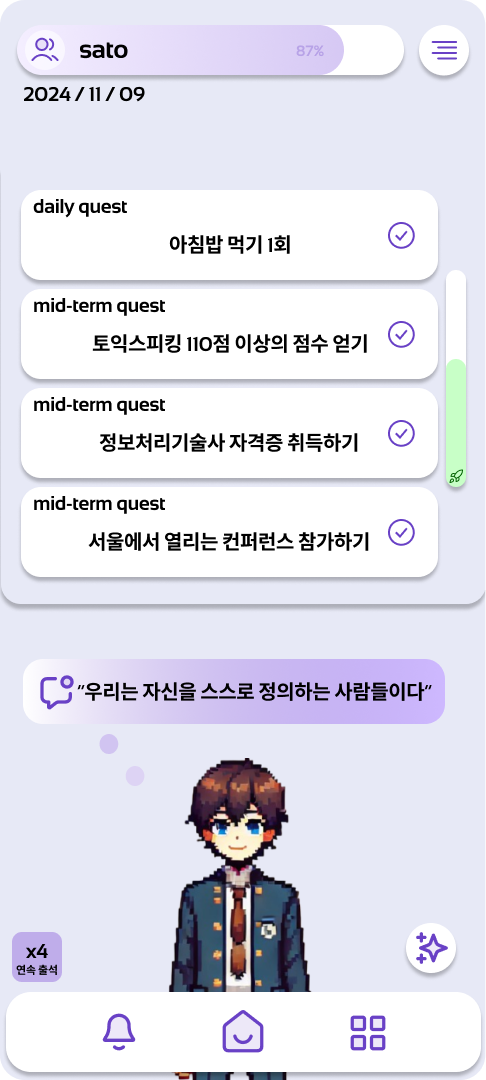 sato
87%
2024 / 11 / 09
daily quest
아침밥 먹기 1회
mid-term quest
토익스피킹 110점 이상의 점수 얻기
mid-term quest
정보처리기술사 자격증 취득하기
mid-term quest
서울에서 열리는 컨퍼런스 참가하기
"우리는 자신을 스스로 정의하는 사람들이다"
x4
연속 출석